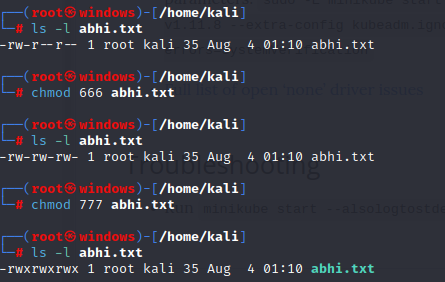 ┌──(root㉿windows)-[/home/kali]
└─# ls -l abhi.txt
-rw-r--r-- 1 root kali 35 Aug  4 01:10 abhi.txt
┌──(root㉿windows)-[/home/kali]
└─# chmod 666 abhi.txt
┌──(root㉿windows)-[/home/kali]
└─# ls -l abhi.txt
-rw-rw-rw- 1 root kali 35 Aug  4 01:10 abhi.txt
Troubleshooting
┌──(root㉿windows)-[/home/kali]
└─# chmod 777 abhi.txt
┌──(root㉿windows)-[/home/kali]
└─# ls -l abhi.txt
-rwxrwxrwx 1 root kali 35 Aug  4 01:10 abhi.txt